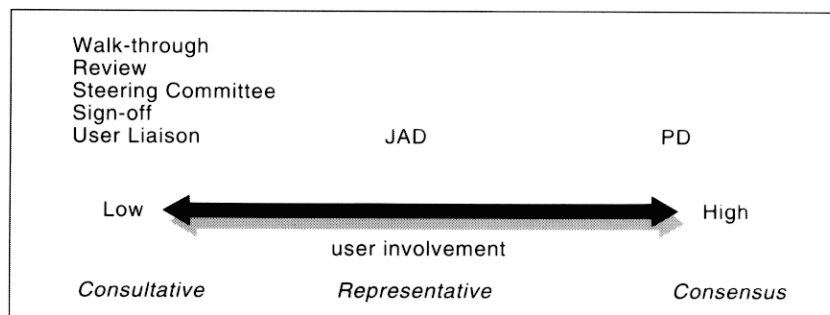 Walk-through
Review
Steering Committee
Sign-off
User Liaison JAD PD
Low High
user involvement
Consultative Representative Consensus